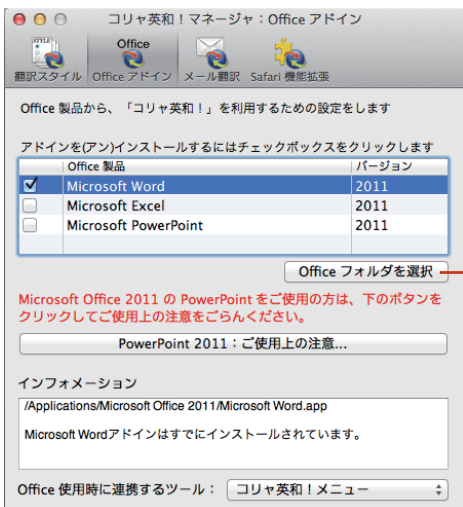 コリャ英和！マネージャ：Office アドイン
STYLE
Office
翻訳スタイル Office アドイン メール翻訳 Safari 機能拡張
Office 製品から、「コリャ英和！」を利用するための設定をします
アドインを(アン)インストールするにはチェックボックスをクリックします
Office 製品 バージョン
Microsoft Word 2011
Microsoft Excel 2011
Microsoft PowerPoint 2011
Office フォルダを選択
Microsoft Office 2011 の PowerPoint をご使用の方は、下のボタンを
クリックしてご使用上の注意をごらんください。
PowerPoint 2011：ご使用上の注意...
インフォメーション
/Applications/Microsoft Office 2011/Microsoft Word.app
Microsoft Wordアドインはすでにインストールされています。
Office 使用時に連携するツール： コリャ英和！メニュー